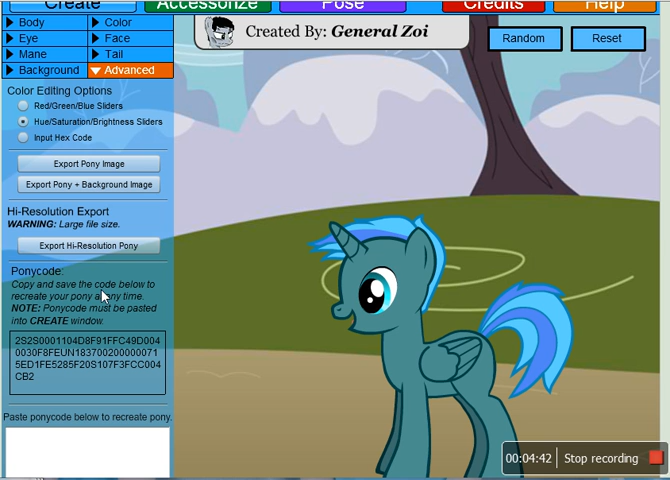 Create
Accessorize
Pose
Credits
Help
Body
Color
Eye
Face
Mane
Tail
Background
Advanced
Created By: General Zoi
Random
Reset
Color Editing Options
Red/Green/Blue Sliders
Hue/Saturation/Brightness Sliders
Input Hex Code
Export Pony Image
Export Pony + Background Image
Hi-Resolution Export
WARNING: Large file size.
Export Hi-Resolution Pony
Ponycode:
Copy and save the code below to
recreate your pony at any time.
NOTE: Ponycode must be pasted
into CREATE window.
2S2S0001104D8F91FFC49D004
0030F8FEUN183700200000071
5ED1FE5285F20S107F3FCC004
CB2
Paste ponycode below to recreate pony.
00:04:42
Stop recording